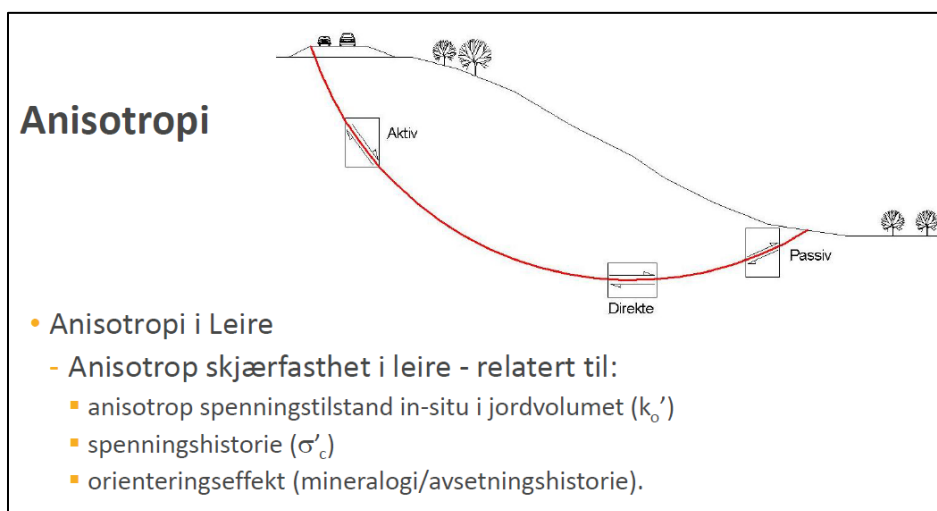 Anisotropi
Aktiv
Passiv
Direkte
• Anisotropi i Leire
- Anisotrop skjærfasthet i leire - relatert til:
▪ anisotrop spenningstilstand in-situ i jordvolumet (kₒ’)
▪ spenningshistorie (σ’c)
▪ orienteringseffekt (mineralogi/avsetningshistorie).